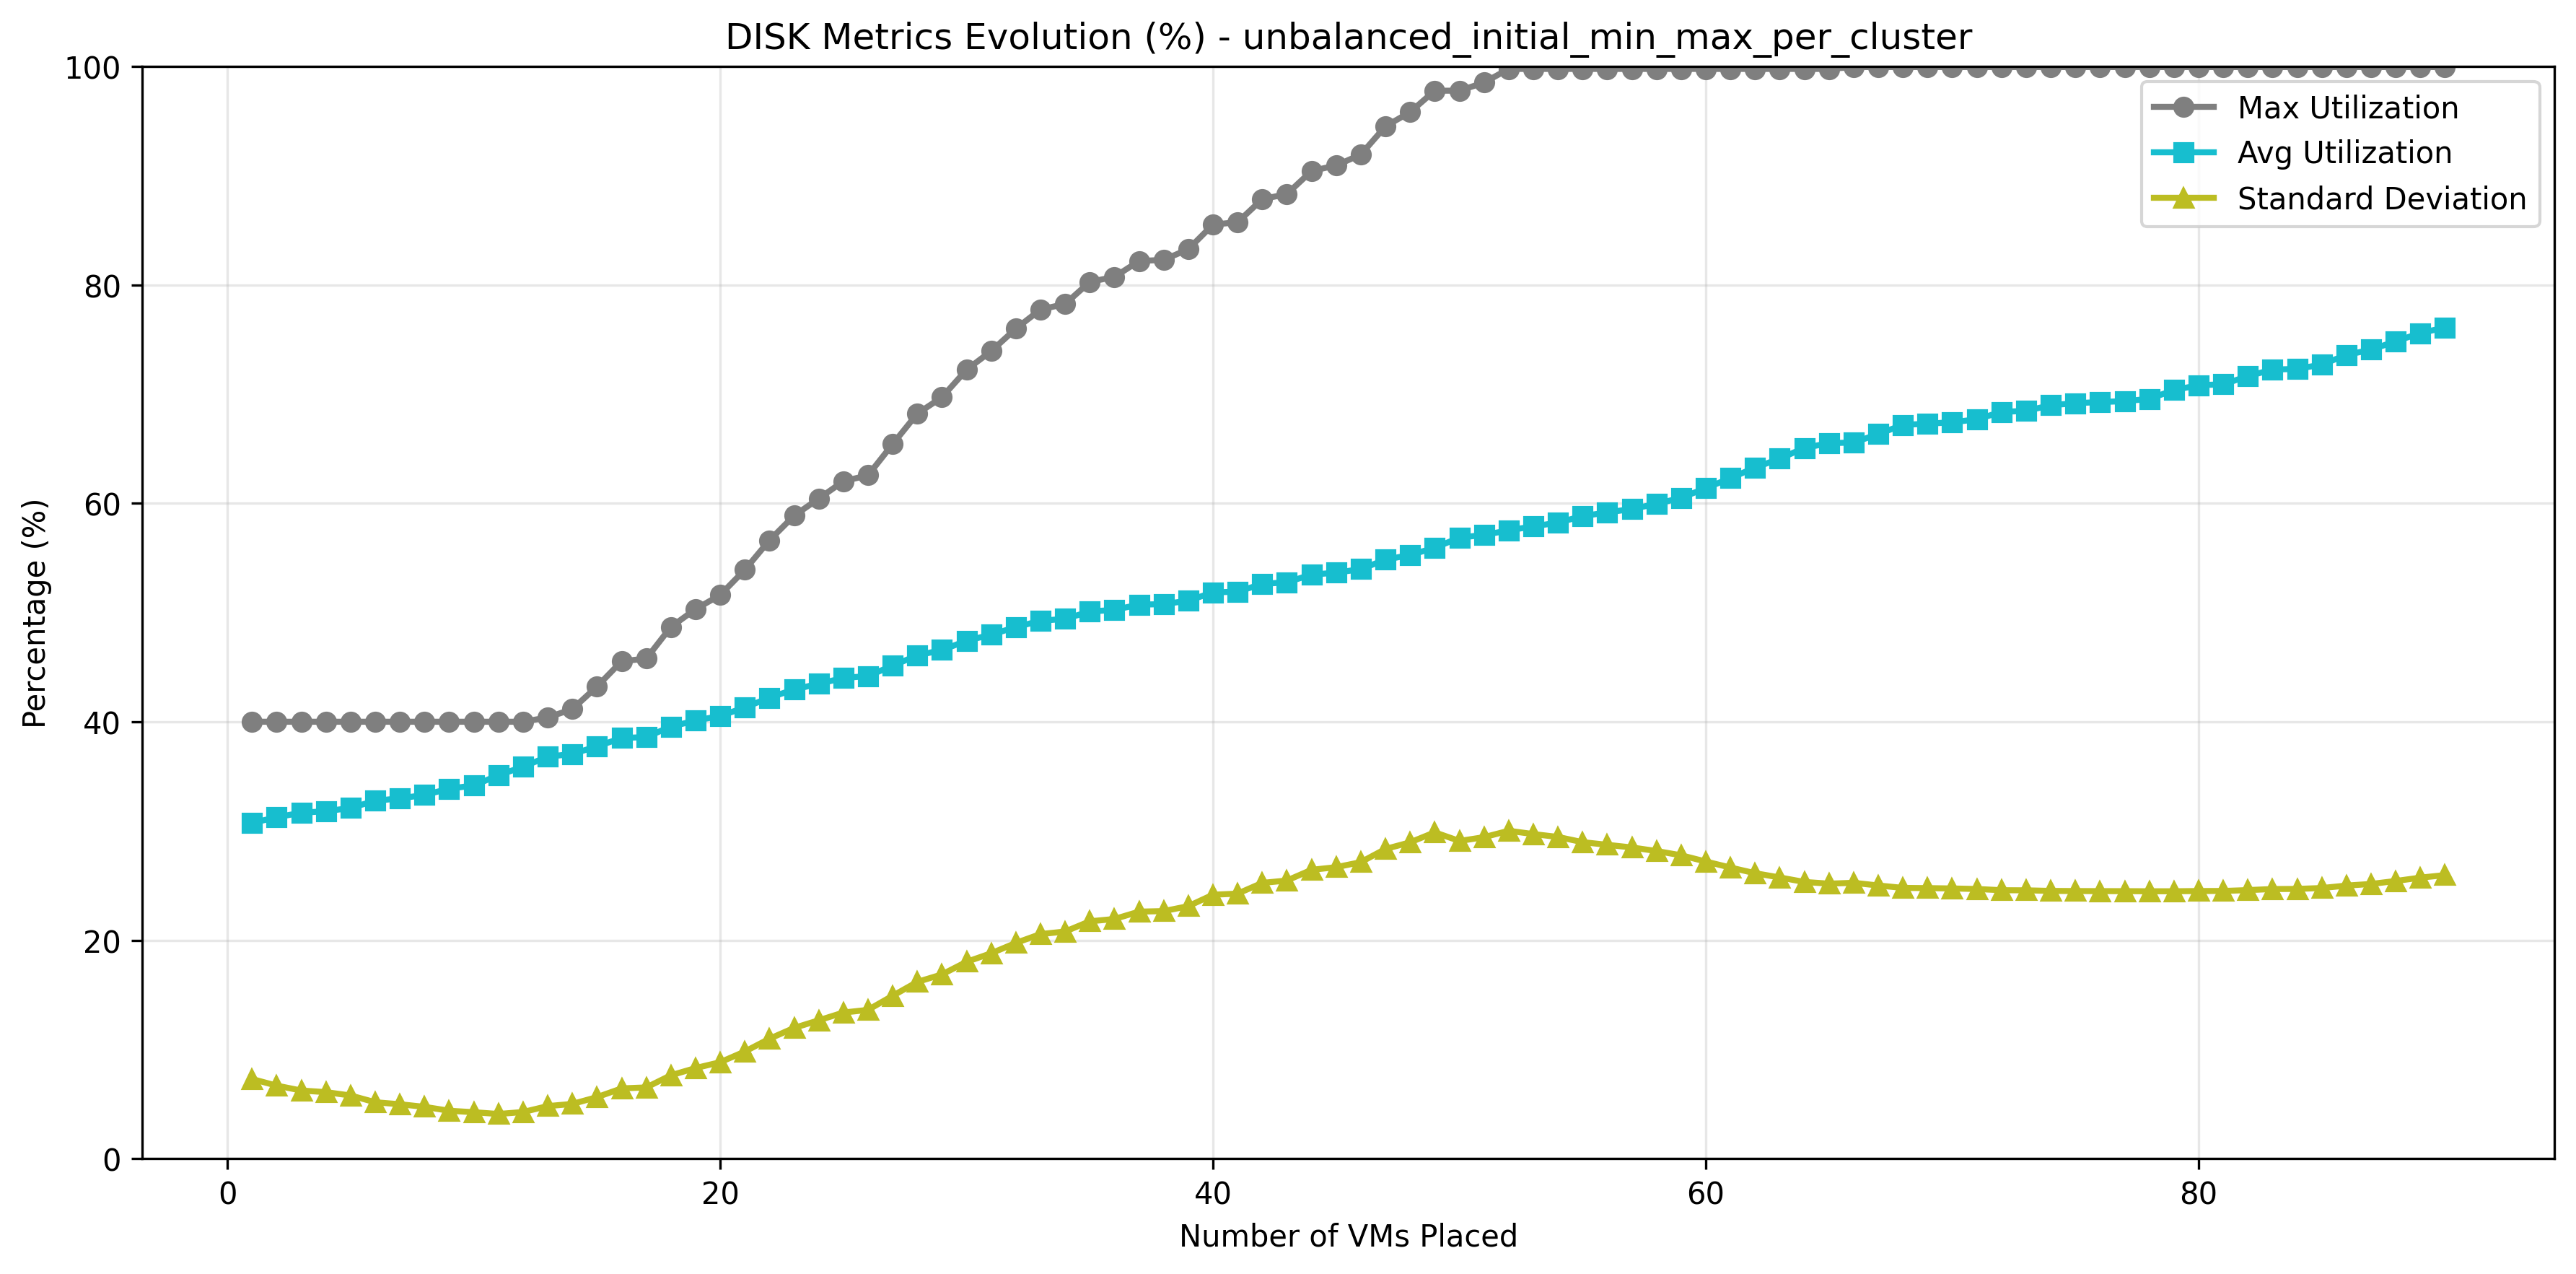 DISK Metrics Evolution (%) - unbalanced_initial_min_max_per_cluster
100
80
60
40
20
0
Percentage (%)
Max Utilization
Avg Utilization
Standard Deviation
0 20 40 60 80
Number of VMs Placed